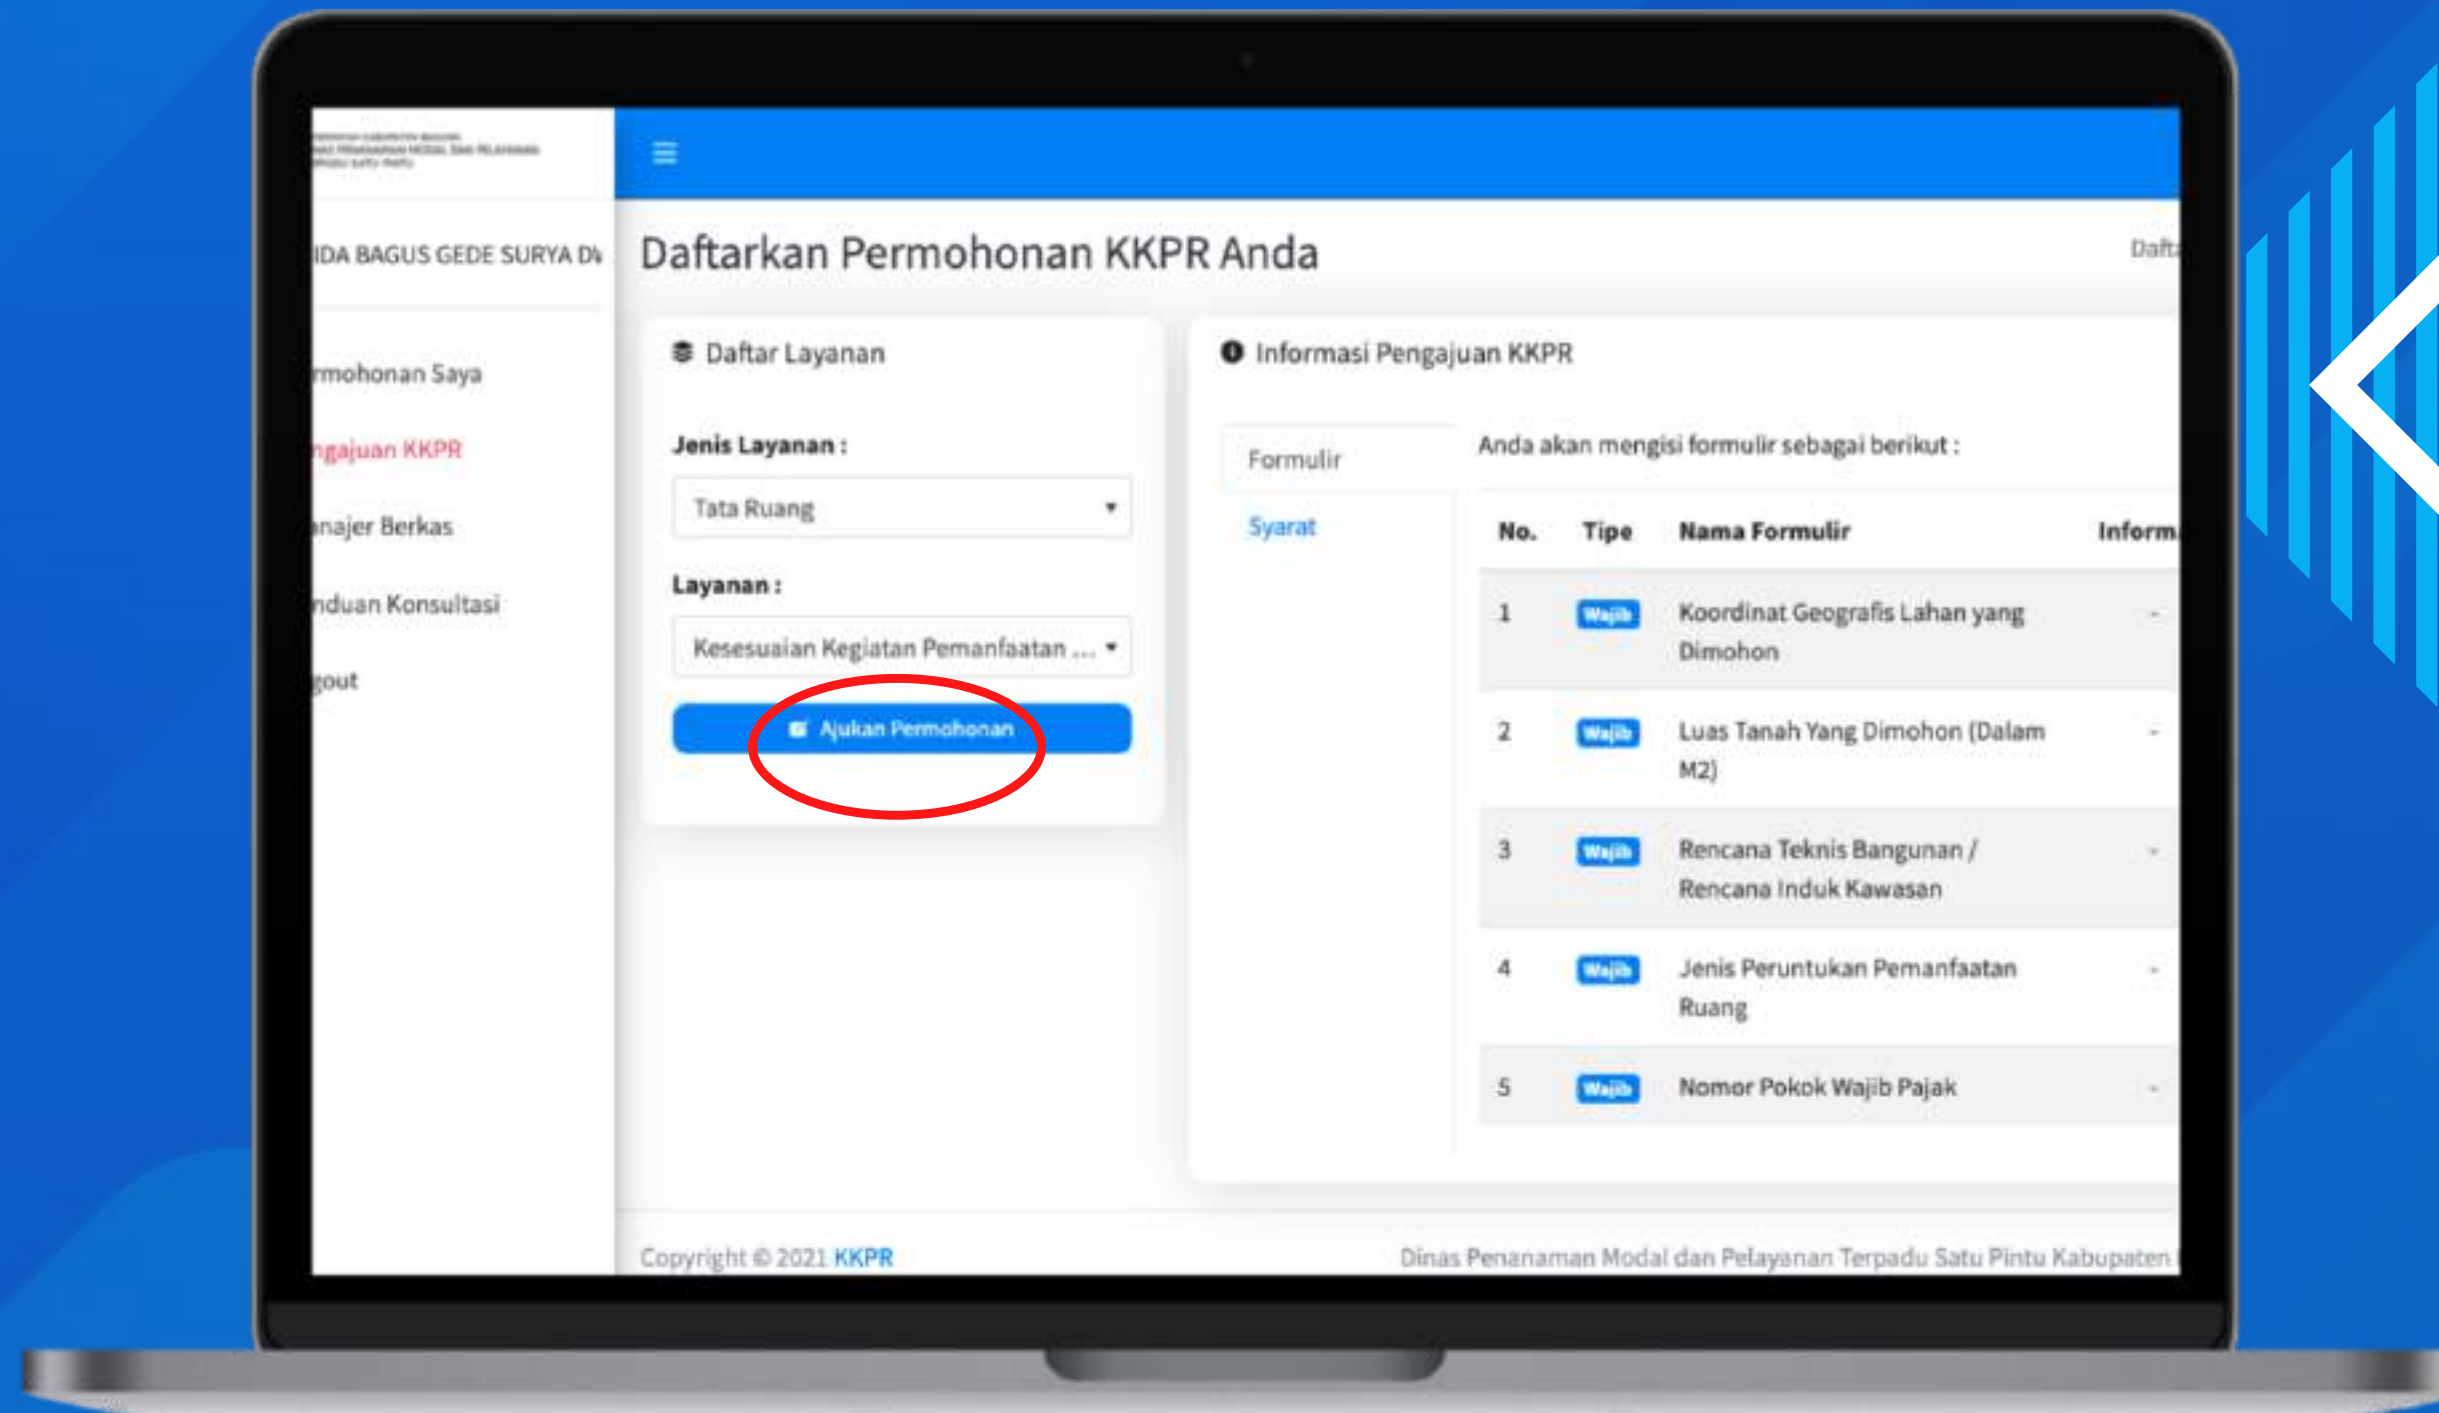 IDA BAGUS GEDE SURYA
rmohonan Saya
ngajuan KKPR
anajer Berkas
nduan Konsultasi
gout
Daftarkan Permohonan KKPR Anda
Dafta
Daftar Layanan
Jenis Layanan :
Tata Ruang
Layanan :
Kesesuaian Kegiatan Pemanfaatan ...
Ajukan Permohonan
Informasi Pengajuan KKPR
Formulir
Syarat
Anda akan mengisi formulir sebagai berikut :
No. Tipe Nama Formulir Inform
1 Wajib Koordinat Geografis Lahan yang -
Dimohon
2 Wajib Luas Tanah Yang Dimohon (Dalam -
M2)
3 Wajib Rencana Teknis Bangunan / -
Rencana Induk Kawasan
4 Wajib Jenis Peruntukan Pemanfaatan -
Ruang
5 Wajib Nomor Pokok Wajib Pajak -
Copyright © 2021 KKPR
Dinas Penanaman Modal dan Pelayanan Terpadu Satu Pintu Kabupaten